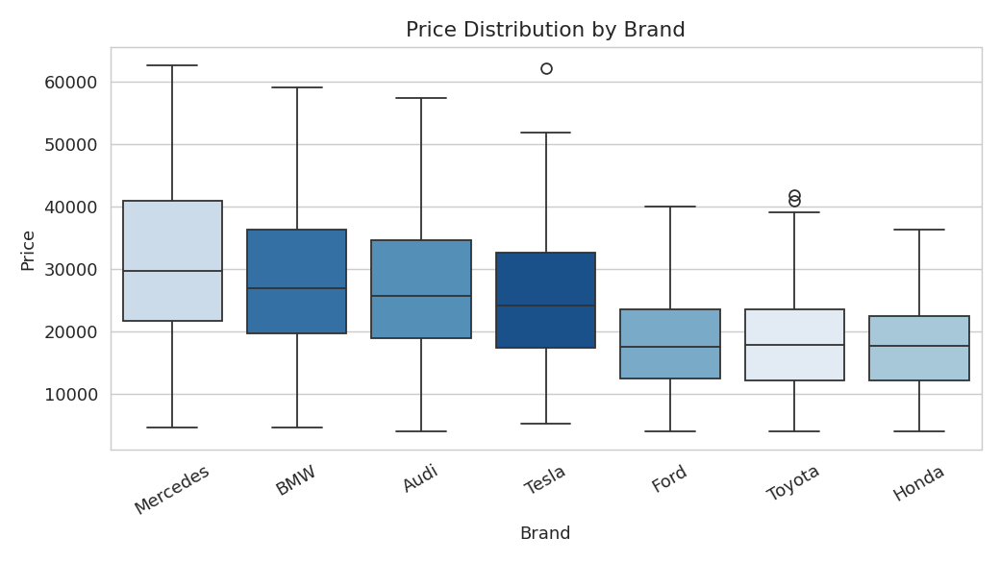 Price Distribution by Brand
Price
60000
50000
40000
30000
20000
10000
Mercedes
BMW
Audi
Tesla
Ford
Toyota
Honda
Brand